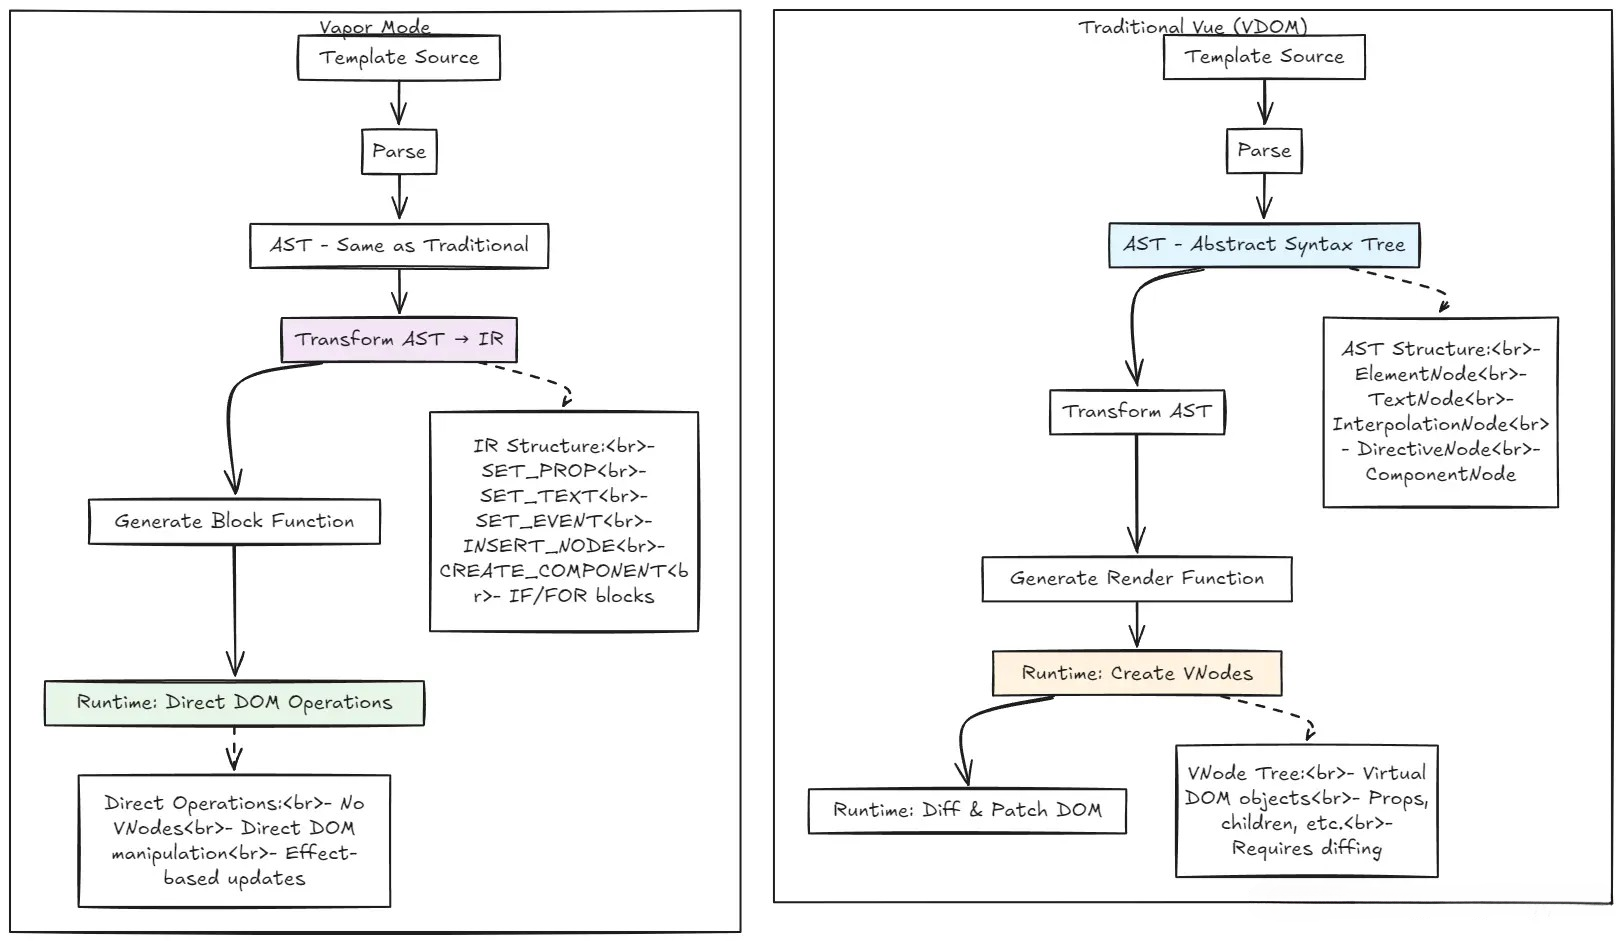 Vapor Mode
Template Source
Parse
AST - Same as Traditional
Transform AST → IR
IR Structure:<br>-
SET_PROP<br>-
SET_TEXT<br>-
SET_EVENT<br>-
INSERT_NODE<br>-
CREATE_COMPONENT<b
r>- IF/FOR blocks
Generate Block Function
Runtime: Direct DOM Operations
Direct Operations:<br>- No
VNodes<br>- Direct DOM
manipulation<br>- Effect-
based updates
Traditional Vue (VDOM)
Template Source
Parse
AST - Abstract Syntax Tree
AST Structure:<br>-
ElementNode<br>-
TextNode<br>-
InterpolationNode<br>
- DirectiveNode<br>-
ComponentNode
Transform AST
Generate Render Function
Runtime: Create VNodes
Runtime: Diff & Patch DOM
VNode Tree:<br>- Virtual
DOM objects<br>- Props,
children, etc.<br>-
Requires diffing